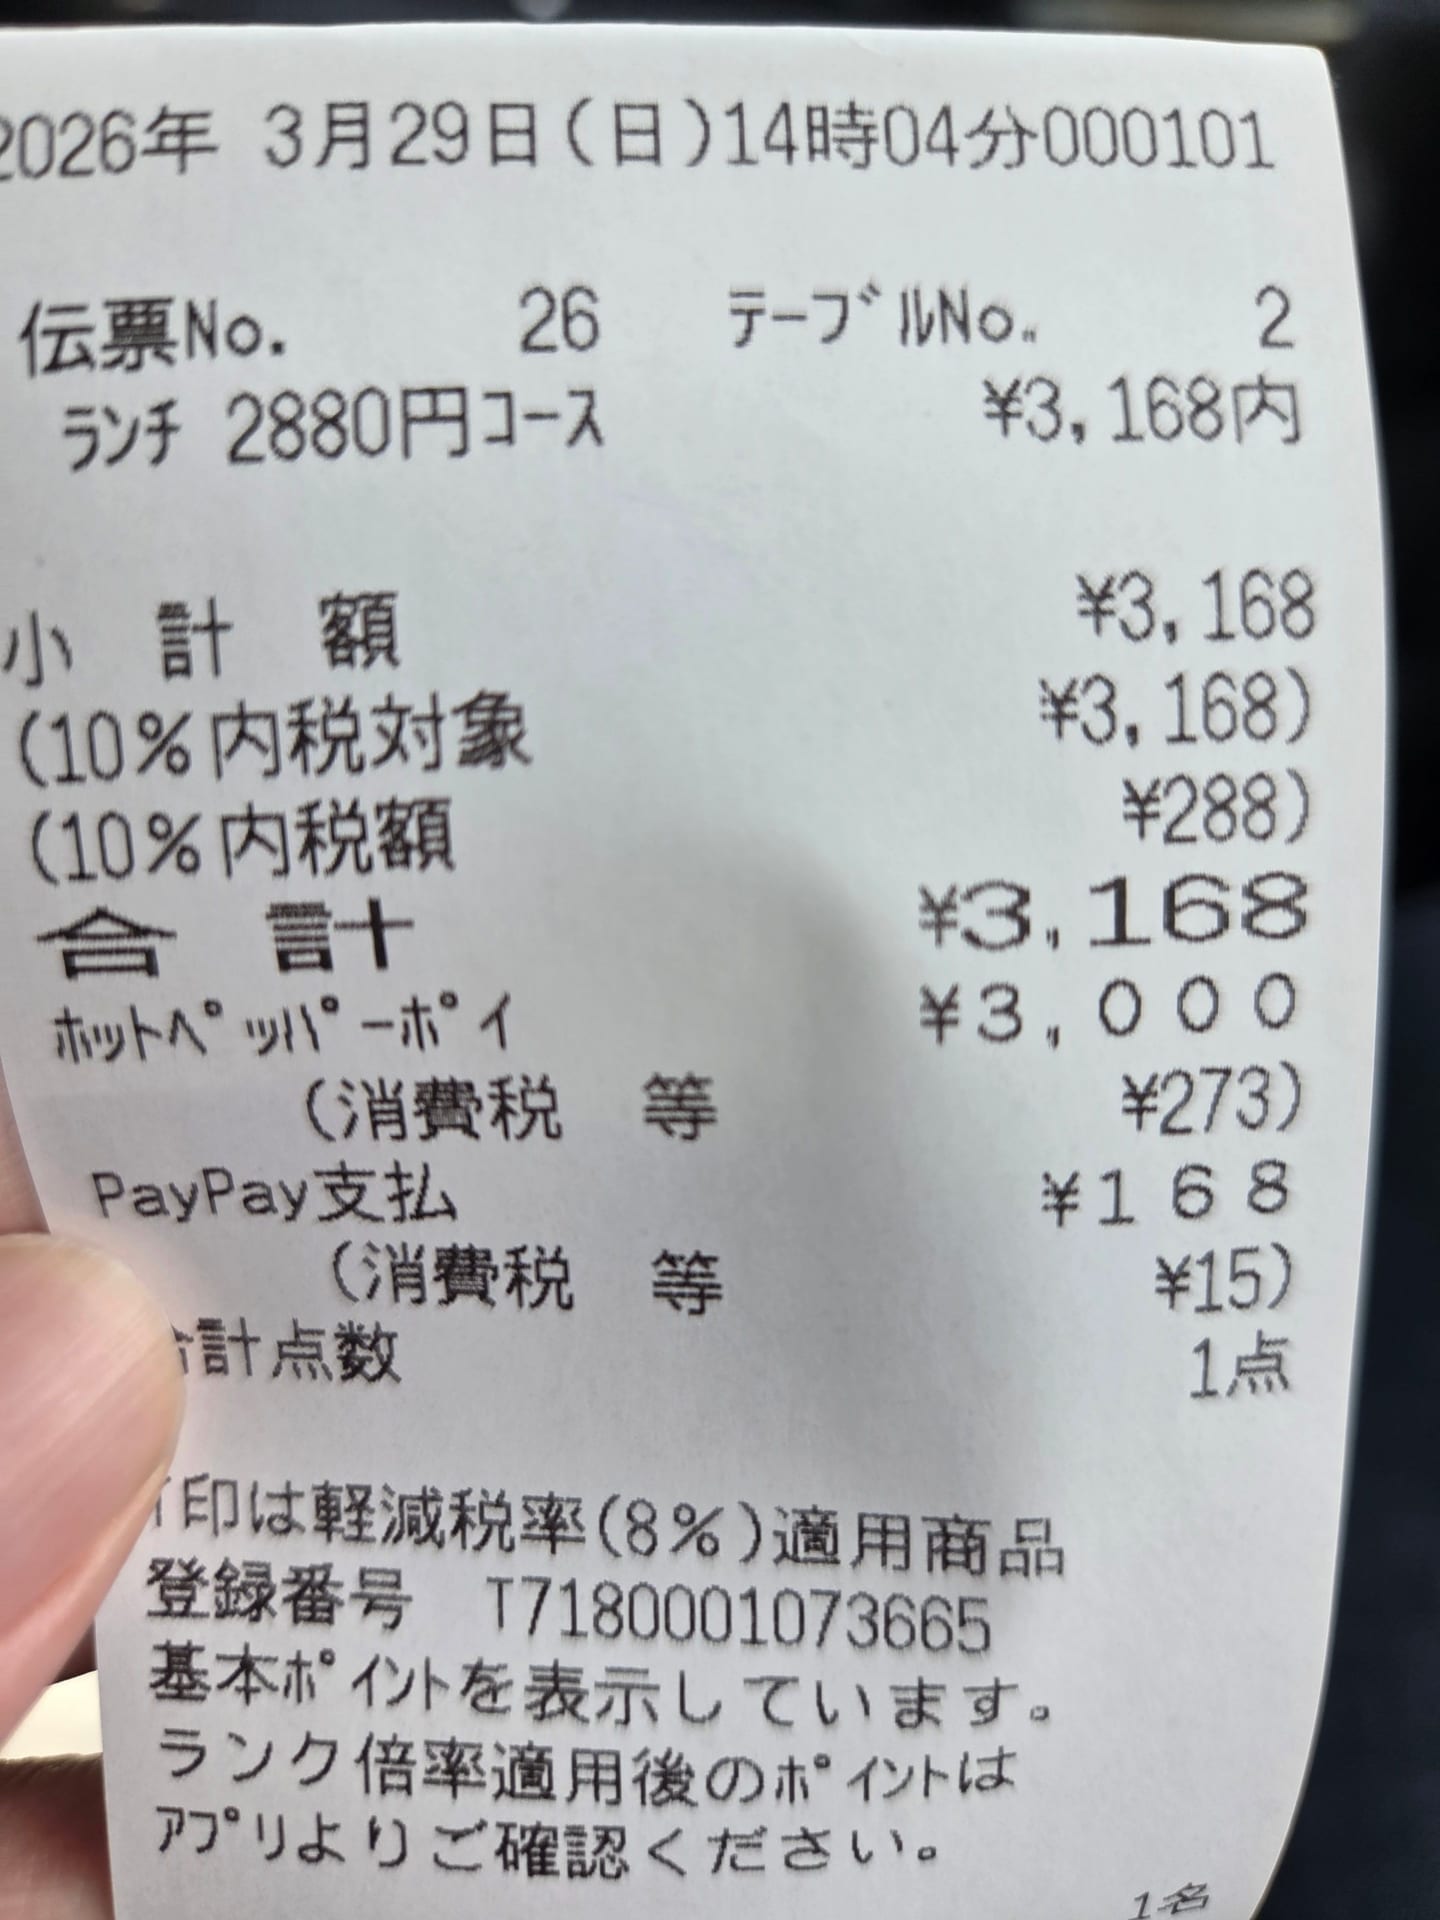 2026年 3月29日(日)14時04分000101
伝票No. 26 テーブルNo. 2
ランチ 2880円コース ¥3,168内
小 計 額 ¥3,168
(10%内税対象 ¥3,168)
(10%内税額 ¥288)
合 計 ¥3,168
ホットペッパーポイ ¥3,000
(消費税 等 ¥273)
PayPay支払 ¥168
(消費税 等 ¥15)
合計点数 1点
印は軽減税率(8%)適用商品
登録番号 T7180001073665
基本ポイントを表示しています。
ランク倍率適用後のポイントは
アプリよりご確認ください。
1名